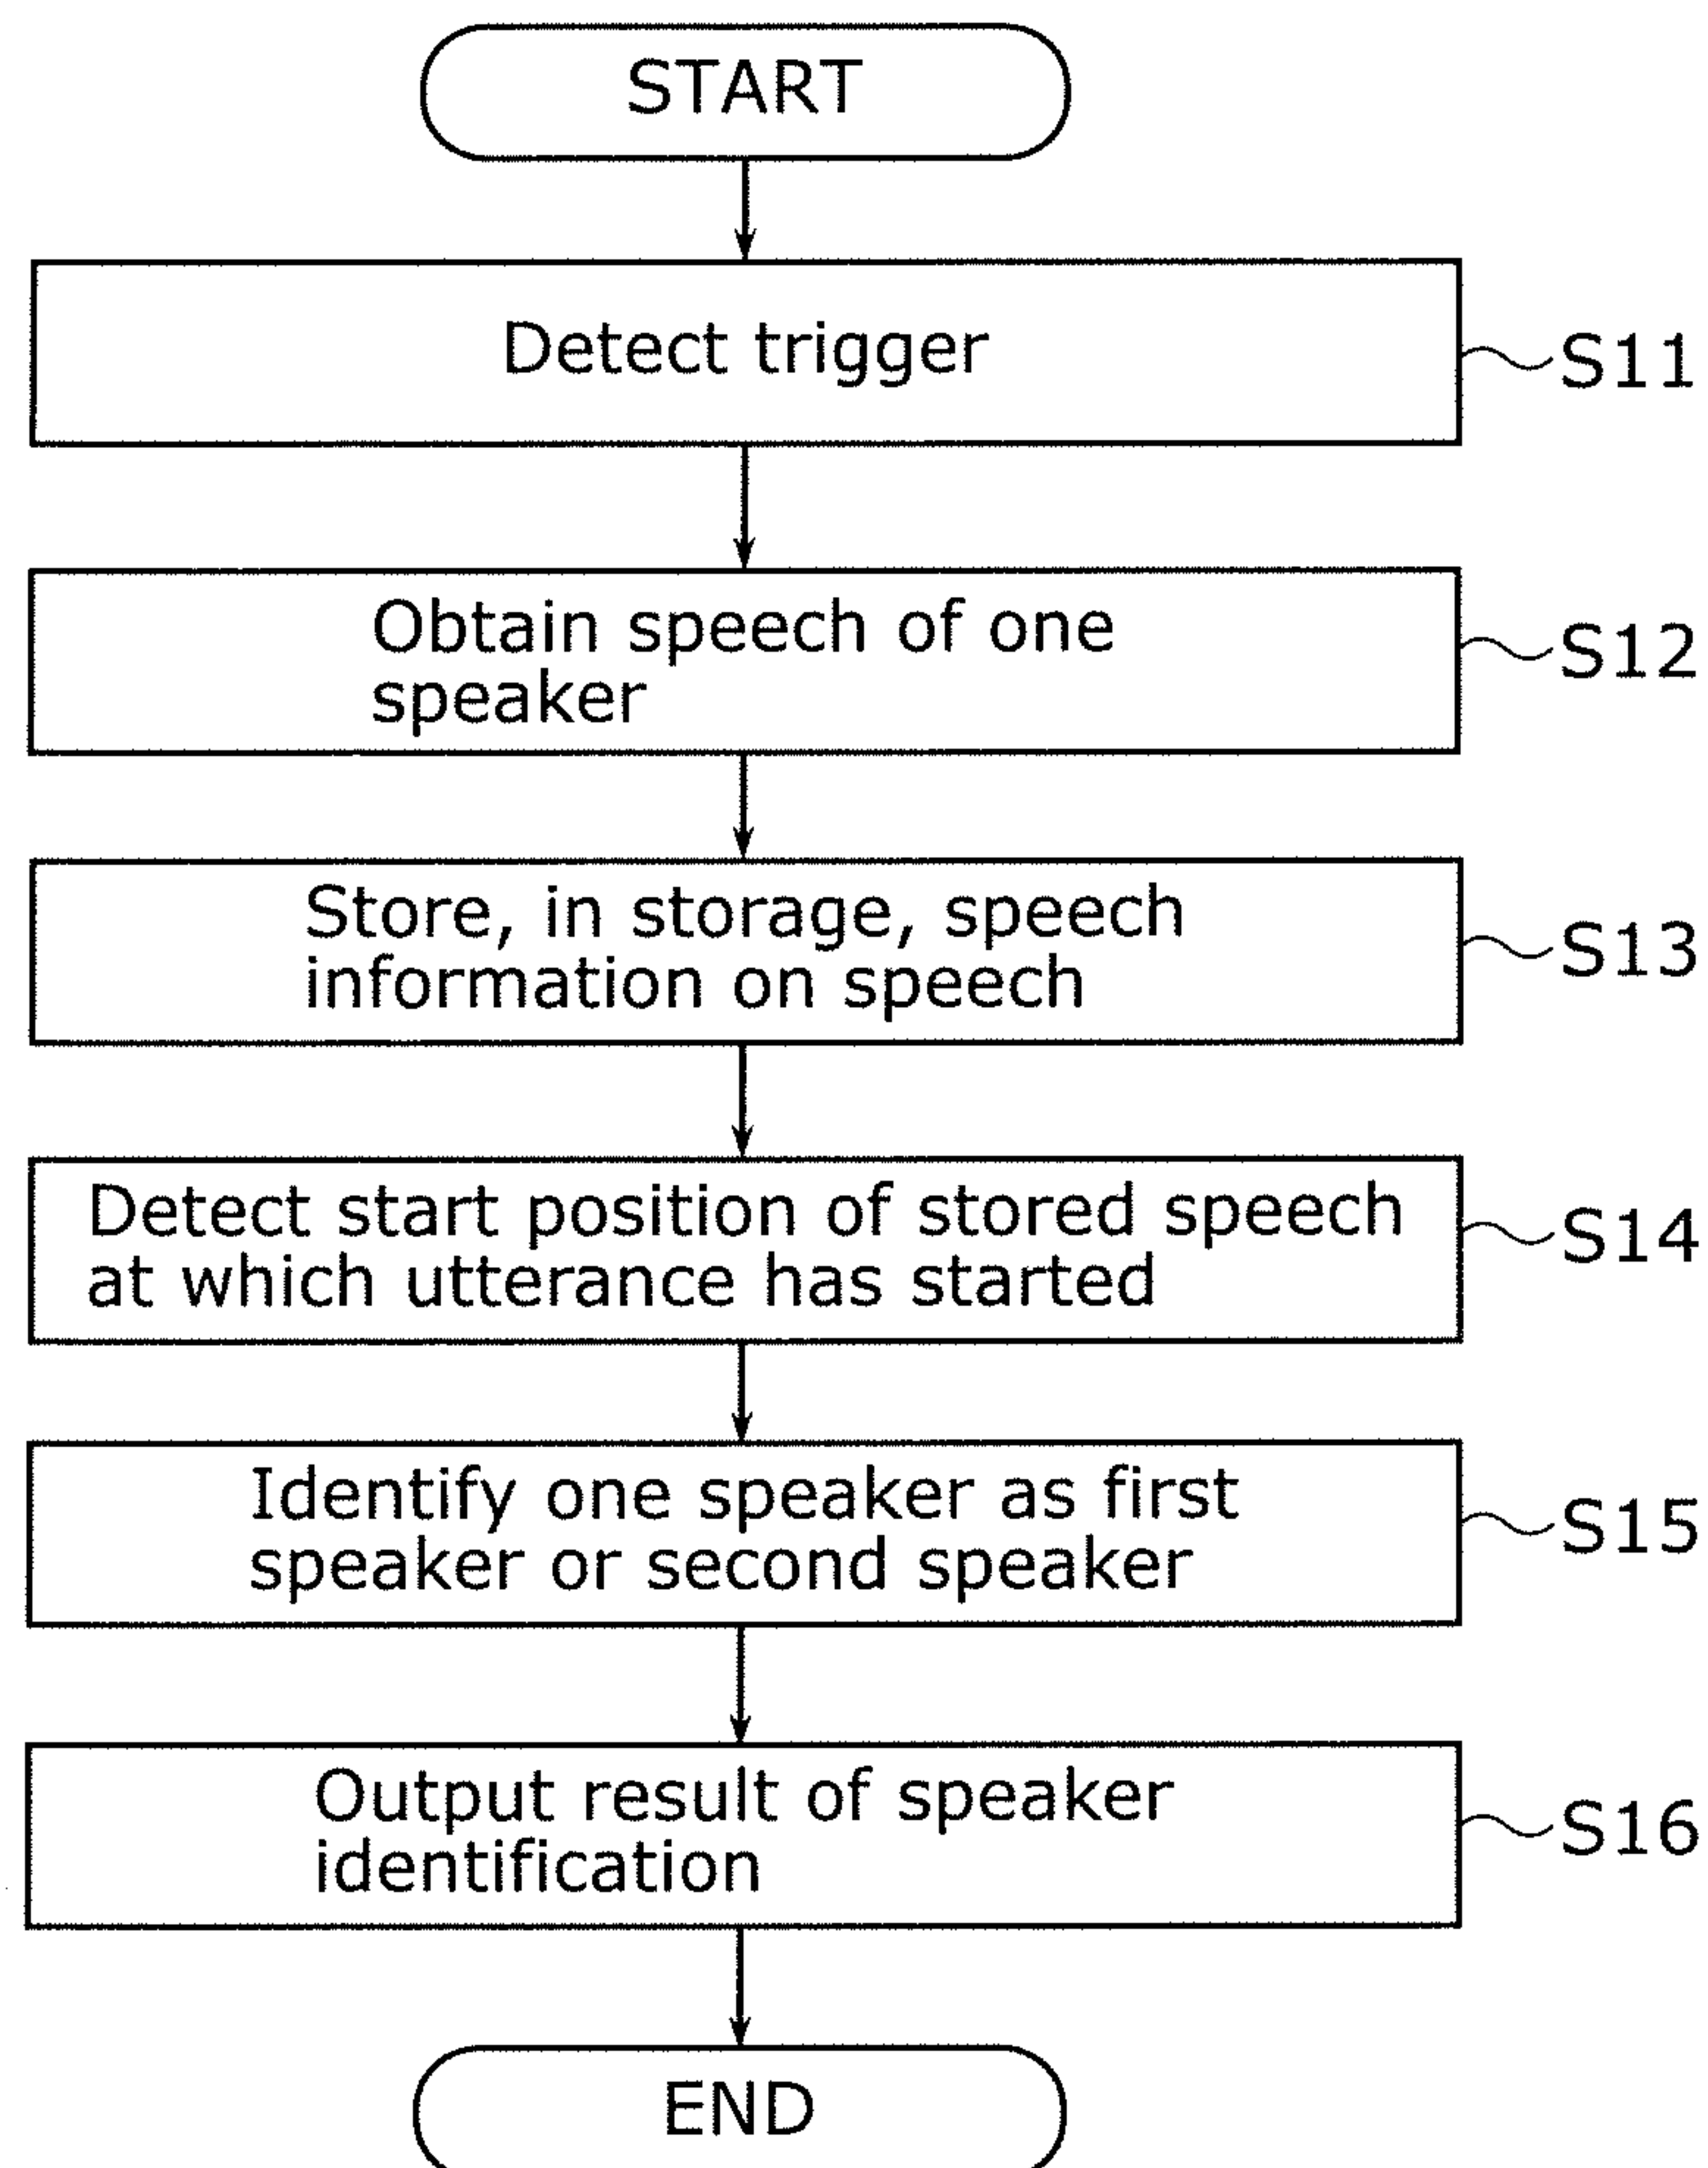 START
Detect trigger
S11
Obtain speech of one
speaker
S12
Store, in storage, speech
information on speech
S13
Detect start position of stored speech
at which utterance has started
S14
Identify one speaker as first
speaker or second speaker
S15
Output result of speaker
identification
S16
END